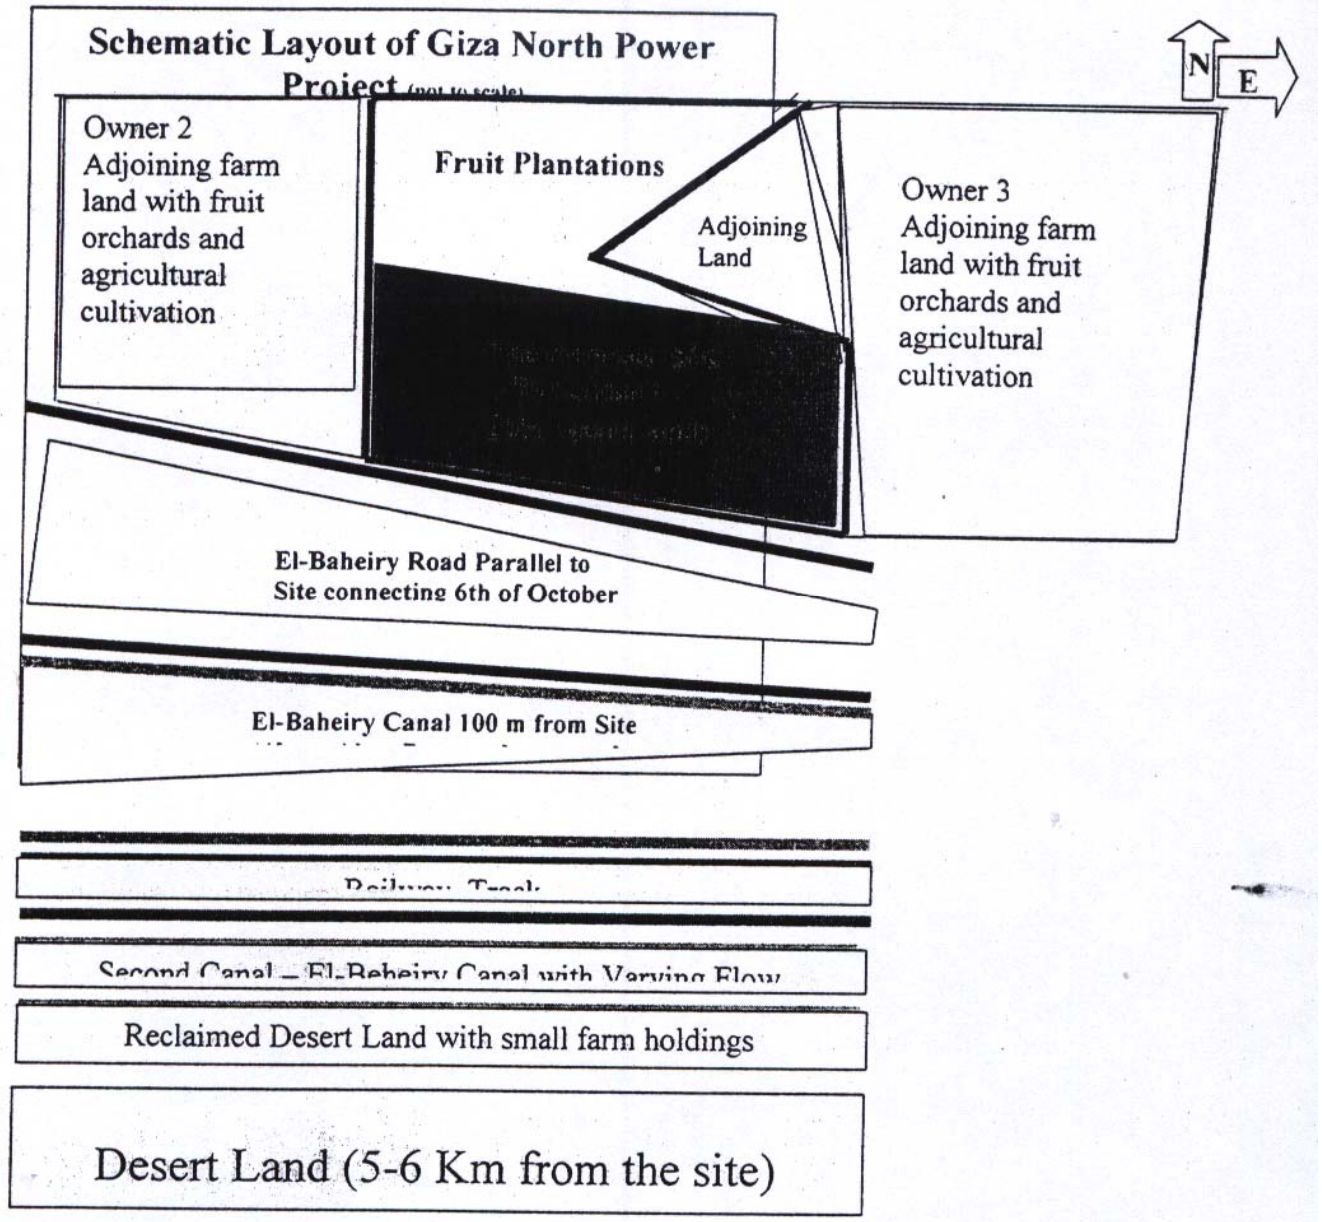 Schematic Layout of Giza North Power
Project (not to scale)
N
E
Owner 2
Adjoining farm
land with fruit
orchards and
agricultural
cultivation
Fruit Plantations
Adjoining
Land
Owner 3
Adjoining farm
land with fruit
orchards and
agricultural
cultivation
El-Baheiry Road Parallel to
Site connecting 6th of October
El-Baheiry Canal 100 m from Site
Railway Track
Second Canal – El-Beheiry Canal with Varying Flow
Reclaimed Desert Land with small farm holdings
Desert Land (5-6 Km from the site)